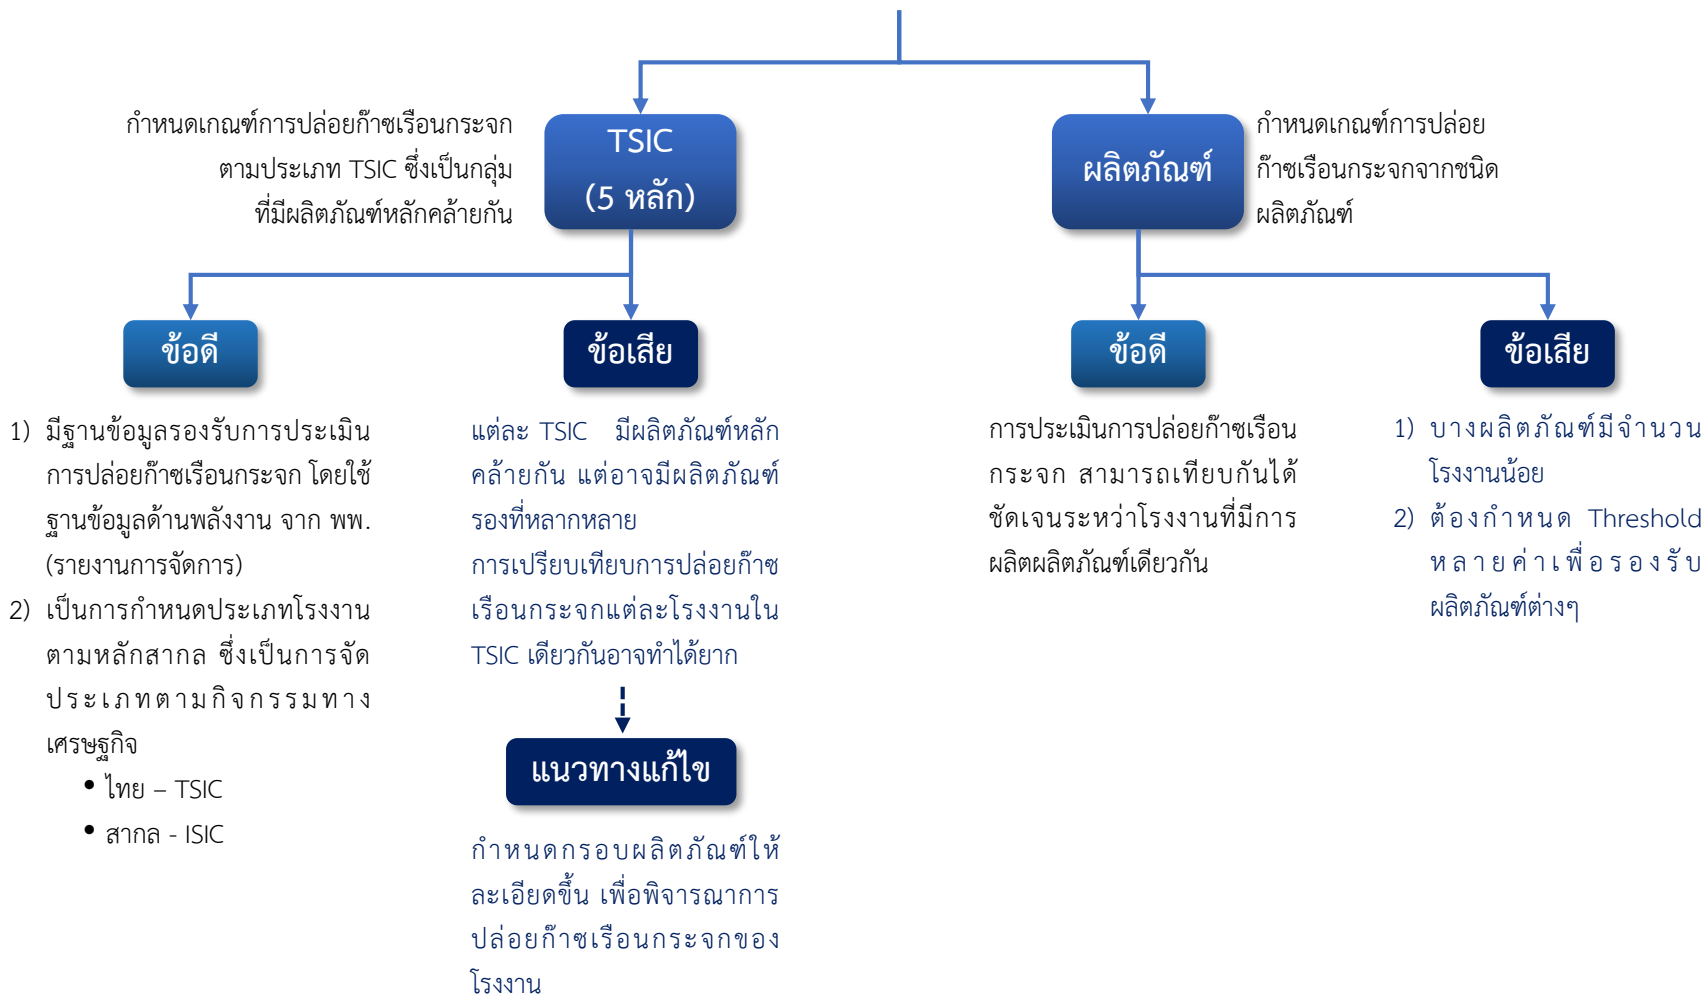 กำหนดเกณฑ์การปล่อยก๊าซเรือนกระจก
ตามประเภท TSIC ซึ่งเป็นกลุ่ม
ที่มีผลิตภัณฑ์หลักคล้ายกัน
TSIC
(5 หลัก)
ผลิตภัณฑ์
กำหนดเกณฑ์การปล่อย
ก๊าซเรือนกระจกจากชนิด
ผลิตภัณฑ์
ข้อดี
1) มีฐานข้อมูลรองรับการประเมิน
การปล่อยก๊าซเรือนกระจก โดยใช้
ฐานข้อมูลด้านพลังงาน จาก พพ.
(รายงานการจัดการ)
2) เป็นการกำหนดประเภทโรงงาน
ตามหลักสากล ซึ่งเป็นการจัด
ประเภทตามกิจกรรมทาง
เศรษฐกิจ
• ไทย – TSIC
• สากล - ISIC
ข้อเสีย
แต่ละ TSIC มีผลิตภัณฑ์หลัก
คล้ายกัน แต่อาจมีผลิตภัณฑ์
รองที่หลากหลาย
การเปรียบเทียบการปล่อยก๊าซ
เรือนกระจกแต่ละโรงงานใน
TSIC เดียวกันอาจทำได้ยาก
แนวทางแก้ไข
กำหนดกรอบผลิตภัณฑ์ให้
ละเอียดขึ้น เพื่อพิจารณาการ
ปล่อยก๊าซเรือนกระจกของ
โรงงาน
ข้อดี
การประเมินการปล่อยก๊าซเรือน
กระจก สามารถเทียบกันได้
ชัดเจนระหว่าโรงงานที่มีการ
ผลิตผลิตภัณฑ์เดียวกัน
ข้อเสีย
1) บางผลิตภัณฑ์มีจำนวน
โรงงานน้อย
2) ต้องกำหนด Threshold
หลายค่าเพื่อรองรับ
ผลิตภัณฑ์ต่างๆ